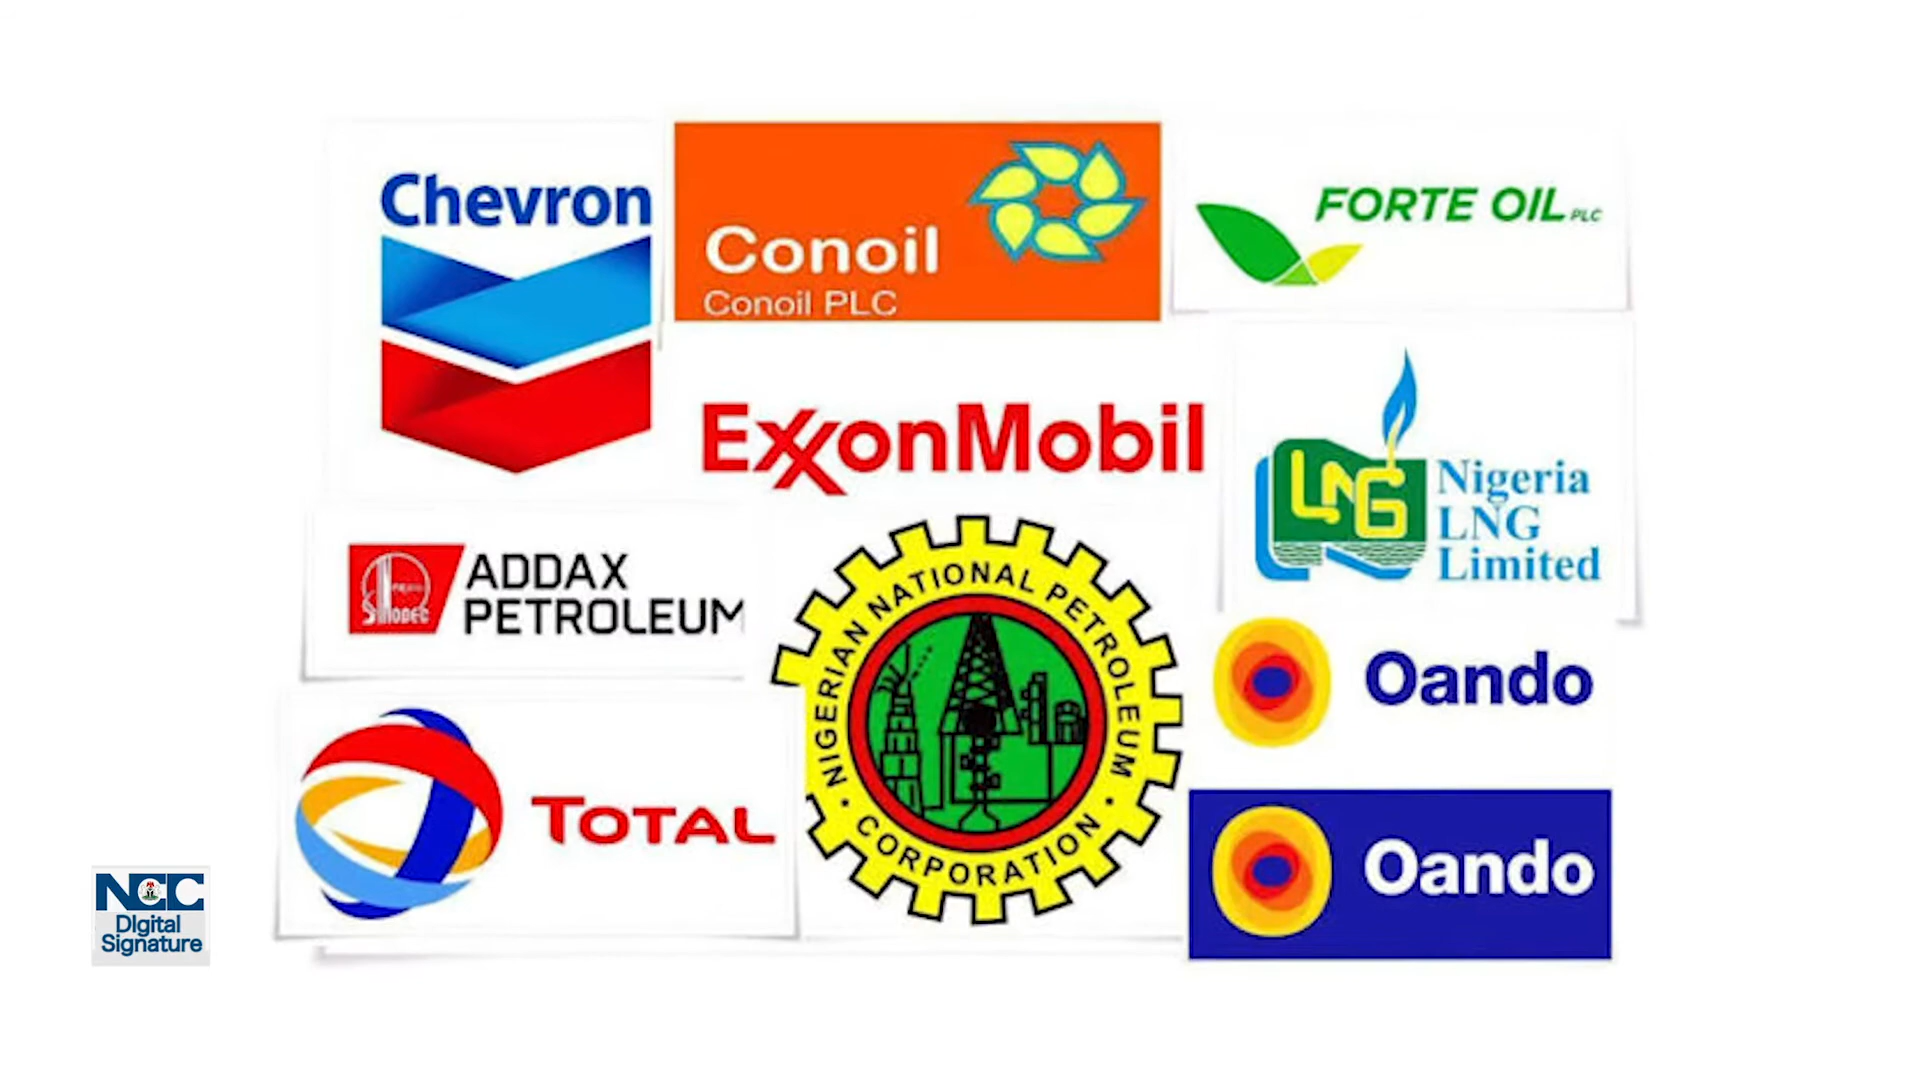 Chevron
Conoil
Conoil PLC
FORTE OIL PLC
ExxonMobil
LNG
Nigeria
LNG
Limited
SINOPEC
ADDAX
PETROLEUM
NIGERIAN NATIONAL PETROLEUM
CORPORATION
Oando
TOTAL
Oando
NCC
DIgital
Signature